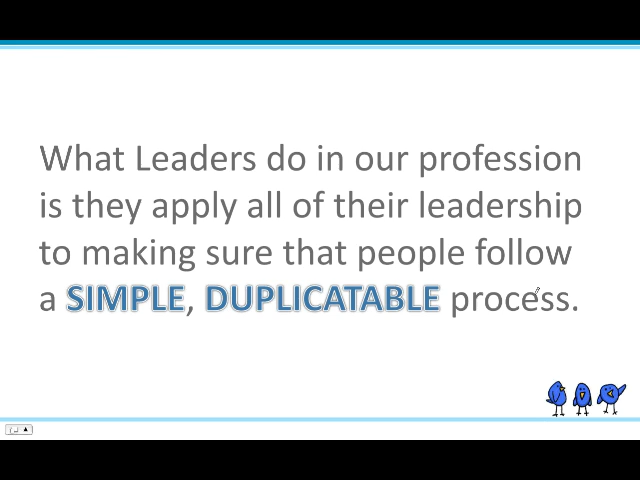 What Leaders do in our profession
is they apply all of their leadership
to making sure that people follow
a SIMPLE, DUPLICATABLE process.